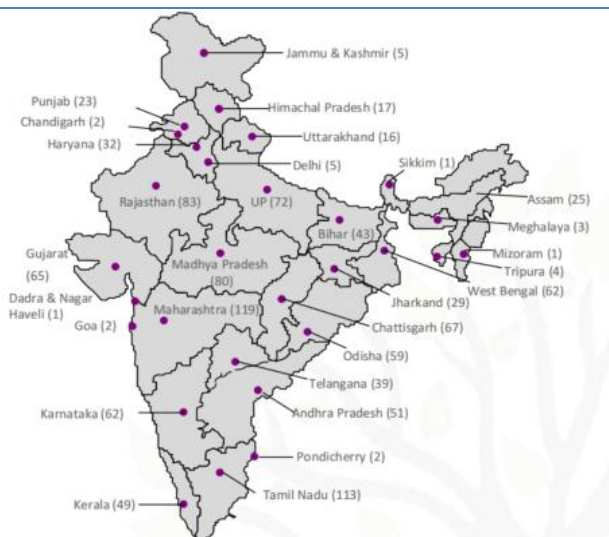 Jammu & Kashmir (5)
Punjab (23)
Himachal Pradesh (17)
Chandigarh (2)
Uttarakhand (16)
Haryana (32)
Delhi (5)
Sikkim (1)
Assam (25)
Rajasthan (83)
UP (72)
Meghalaya (3)
Bihar (43)
Gujarat
(65)
Madhya Pradesh
(80)
Mizoram (1)
Tripura (4)
West Bengal (62)
Jharkand (29)
Dadra & Nagar
Haveli (1)
Maharashtra (119)
Goa (2)
Chattisgarh (67)
Odisha (59)
Telangana (39)
Andhra Pradesh (51)
Karnataka (62)
Pondicherry (2)
Tamil Nadu (113)
Kerala (49)